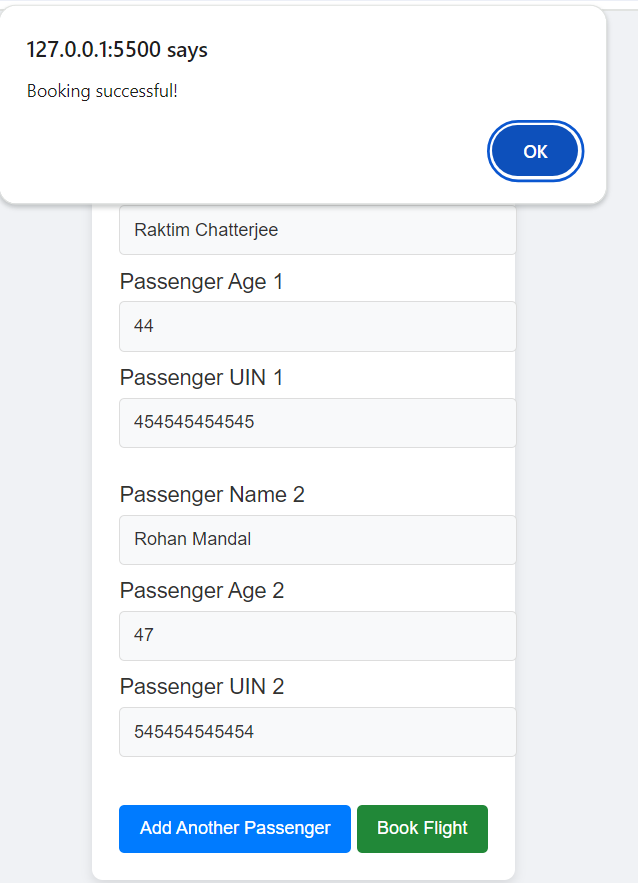 127.0.0.1:5500 says
Booking successful!
OK
Raktim Chatterjee
Passenger Age 1
44
Passenger UIN 1
454545454545
Passenger Name 2
Rohan Mandal
Passenger Age 2
47
Passenger UIN 2
545454545454
Add Another Passenger Book Flight